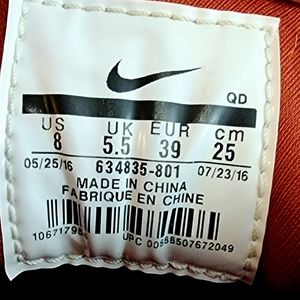 QD
US UK EUR cm
8 5.5 39 25
05/25/16 634835-801 07/23/16
MADE IN CHINA
FABRIQUE EN CHINE
UPC